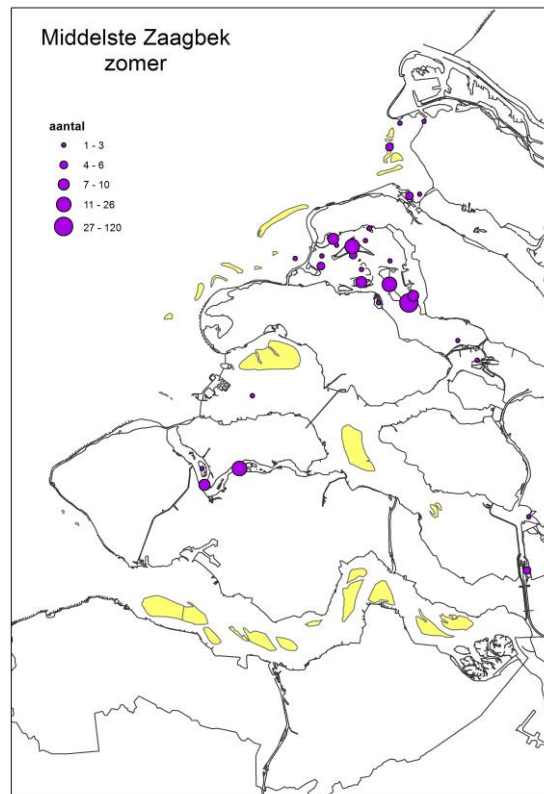 Middelste Zaagbek
zomer
aantal
1 - 3
4 - 6
7 - 10
11 - 26
27 - 120